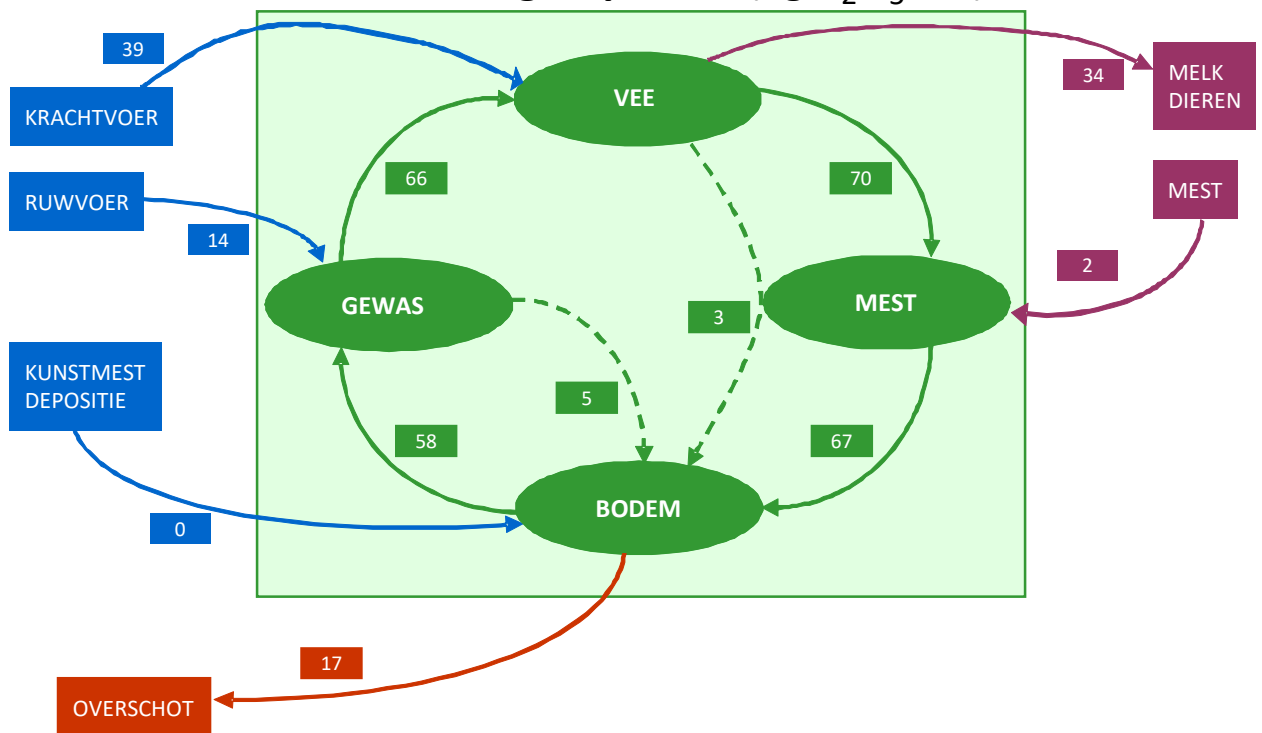 39
KRACHTVOER
VEE
34
MELK
DIEREN
66
70
RUWVOER
MEST
14
2
GEWAS
MEST
3
KUNSTMEST
DEPOSITIE
5
58
67
BODEM
0
17
OVERSCHOT